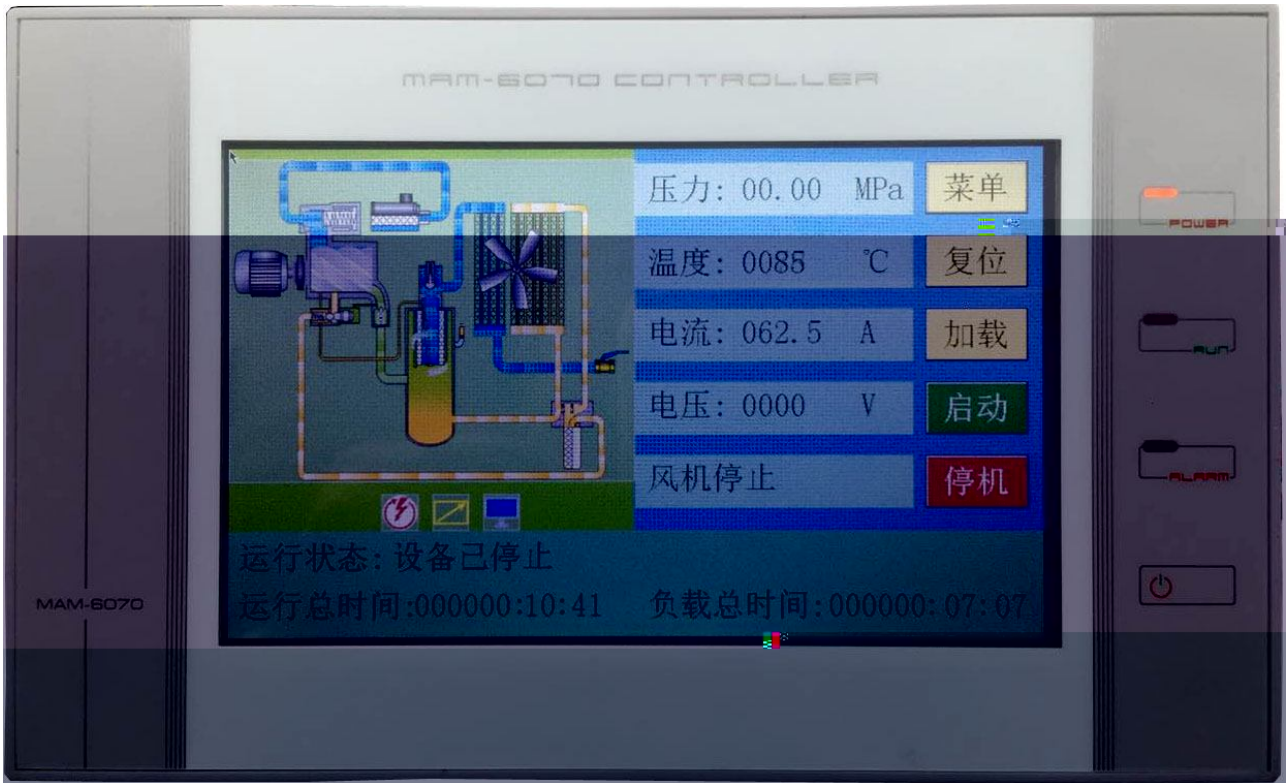 MAM-6070 CONTROLLER
压力: 00.00 MPa 菜单
温度: 0085 ℃ 复位
电流: 062.5 A 加载
电压: 0000 V 启动
风机停止 停机
运行状态: 设备已停止
运行总时间:000000:10:41 负载总时间:000000:07:07
POWER
RUN
ALARM
MAM-6070